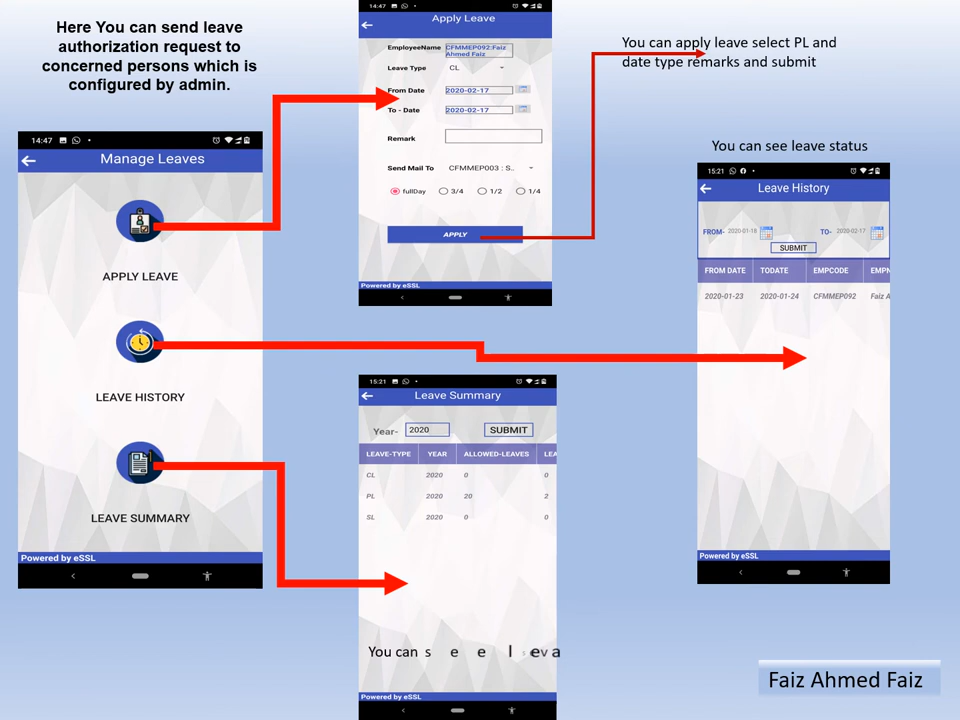 Here You can send leave
authorization request to
concerned persons which is
configured by admin.
14:47
Manage Leaves
APPLY LEAVE
LEAVE HISTORY
LEAVE SUMMARY
Powered by eSSL
14:47
Apply Leave
EmployeeName CFMMEP092:Faiz
Ahmed Faiz
Leave Type CL
From Date 2020-02-17
To - Date 2020-02-17
Remark
Send Mail To CFMMEP003 : S..
fullDay 3/4 1/2 1/4
APPLY
Powered by eSSL
You can apply leave select PL and
date type remarks and submit
You can see leave status
15:21
Leave History
FROM- 2020-01-18 TO- 2020-02-17
SUBMIT
FROM DATE TODATE EMPCODE EMPN
2020-01-23 2020-01-24 CFMMEP092 Faiz A
Powered by eSSL
15:21
Leave Summary
Year- 2020 SUBMIT
LEAVE-TYPE YEAR ALLOWED-LEAVES LEA
CL 2020 0 0
PL 2020 20 2
SL 2020 0 0
You can see
Powered by eSSL
Faiz Ahmed Faiz